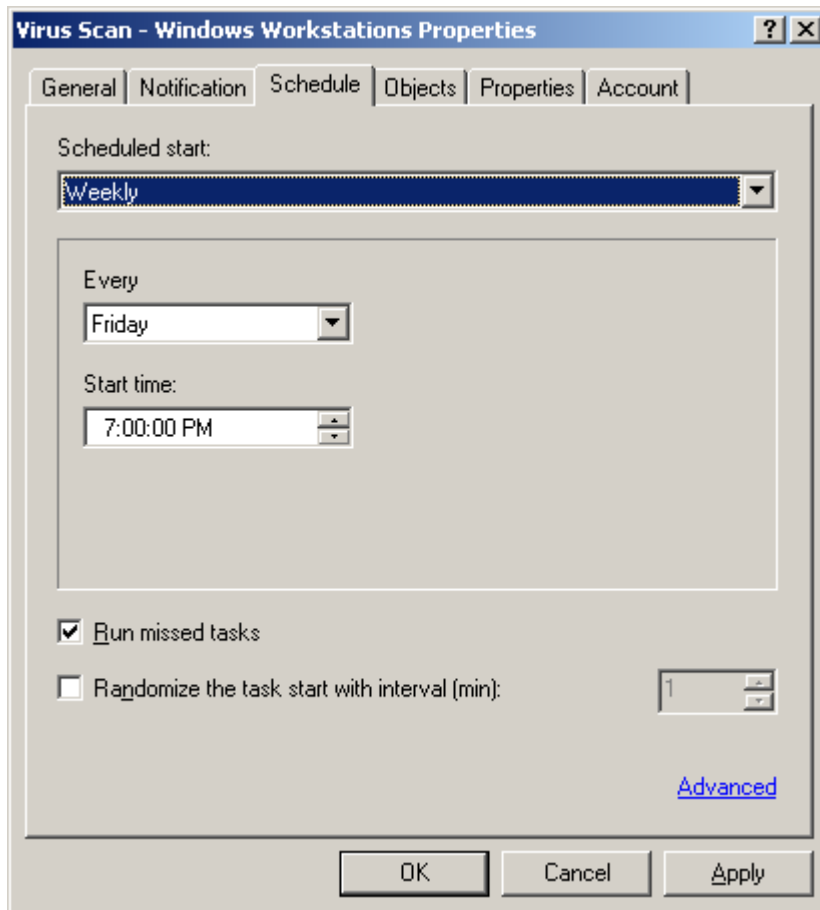 Virus Scan - Windows Workstations Properties
General Notification Schedule Objects Properties Account
Scheduled start:
Weekly
Every
Friday
Start time:
7:00:00 PM
Run missed tasks
Randomize the task start with interval (min): 1
Advanced
OK Cancel Apply